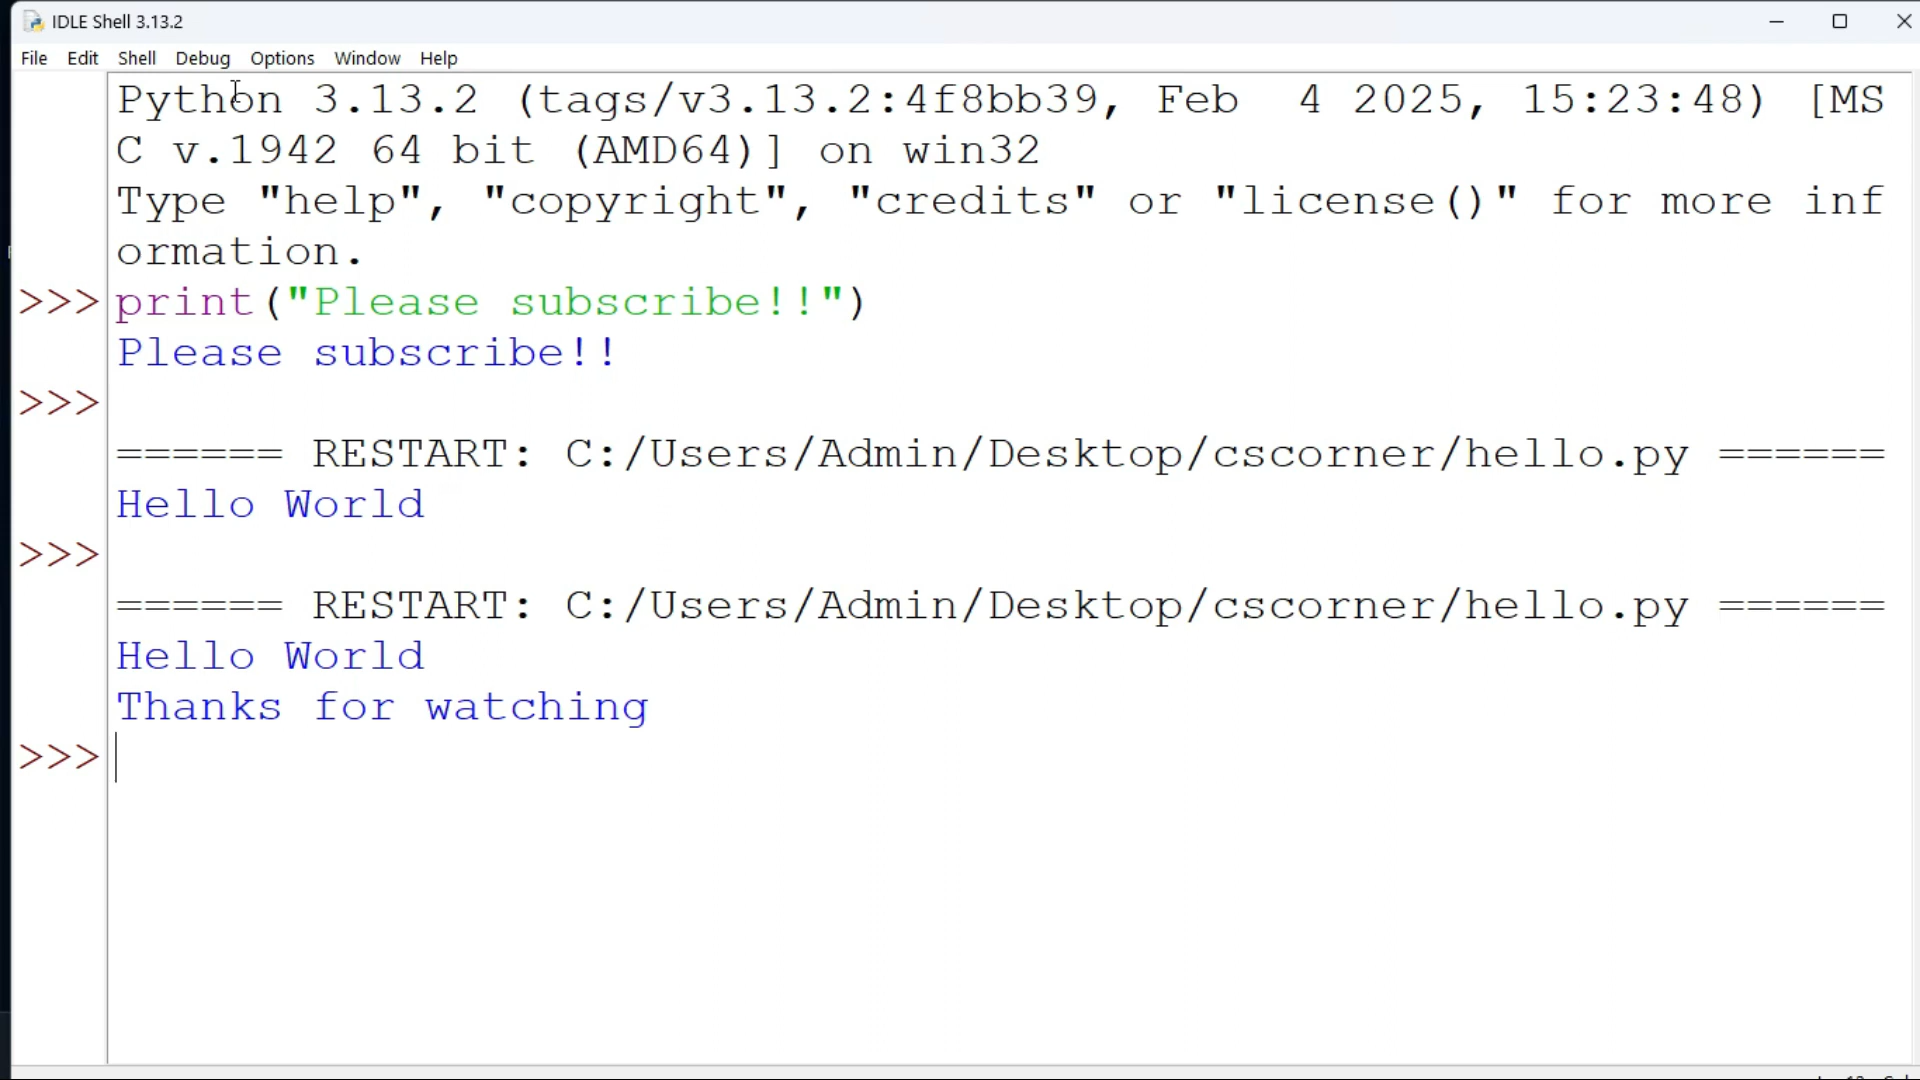 IDLE Shell 3.13.2
File Edit Shell Debug Options Window Help
Python 3.13.2 (tags/v3.13.2:4f8bb39, Feb  4 2025, 15:23:48) [MS
C v.1942 64 bit (AMD64)] on win32
Type "help", "copyright", "credits" or "license()" for more inf
ormation.
>>> print("Please subscribe!!")
Please subscribe!!
>>>
====== RESTART: C:/Users/Admin/Desktop/cscorner/hello.py ======
Hello World
>>>
====== RESTART: C:/Users/Admin/Desktop/cscorner/hello.py ======
Hello World
Thanks for watching
>>>